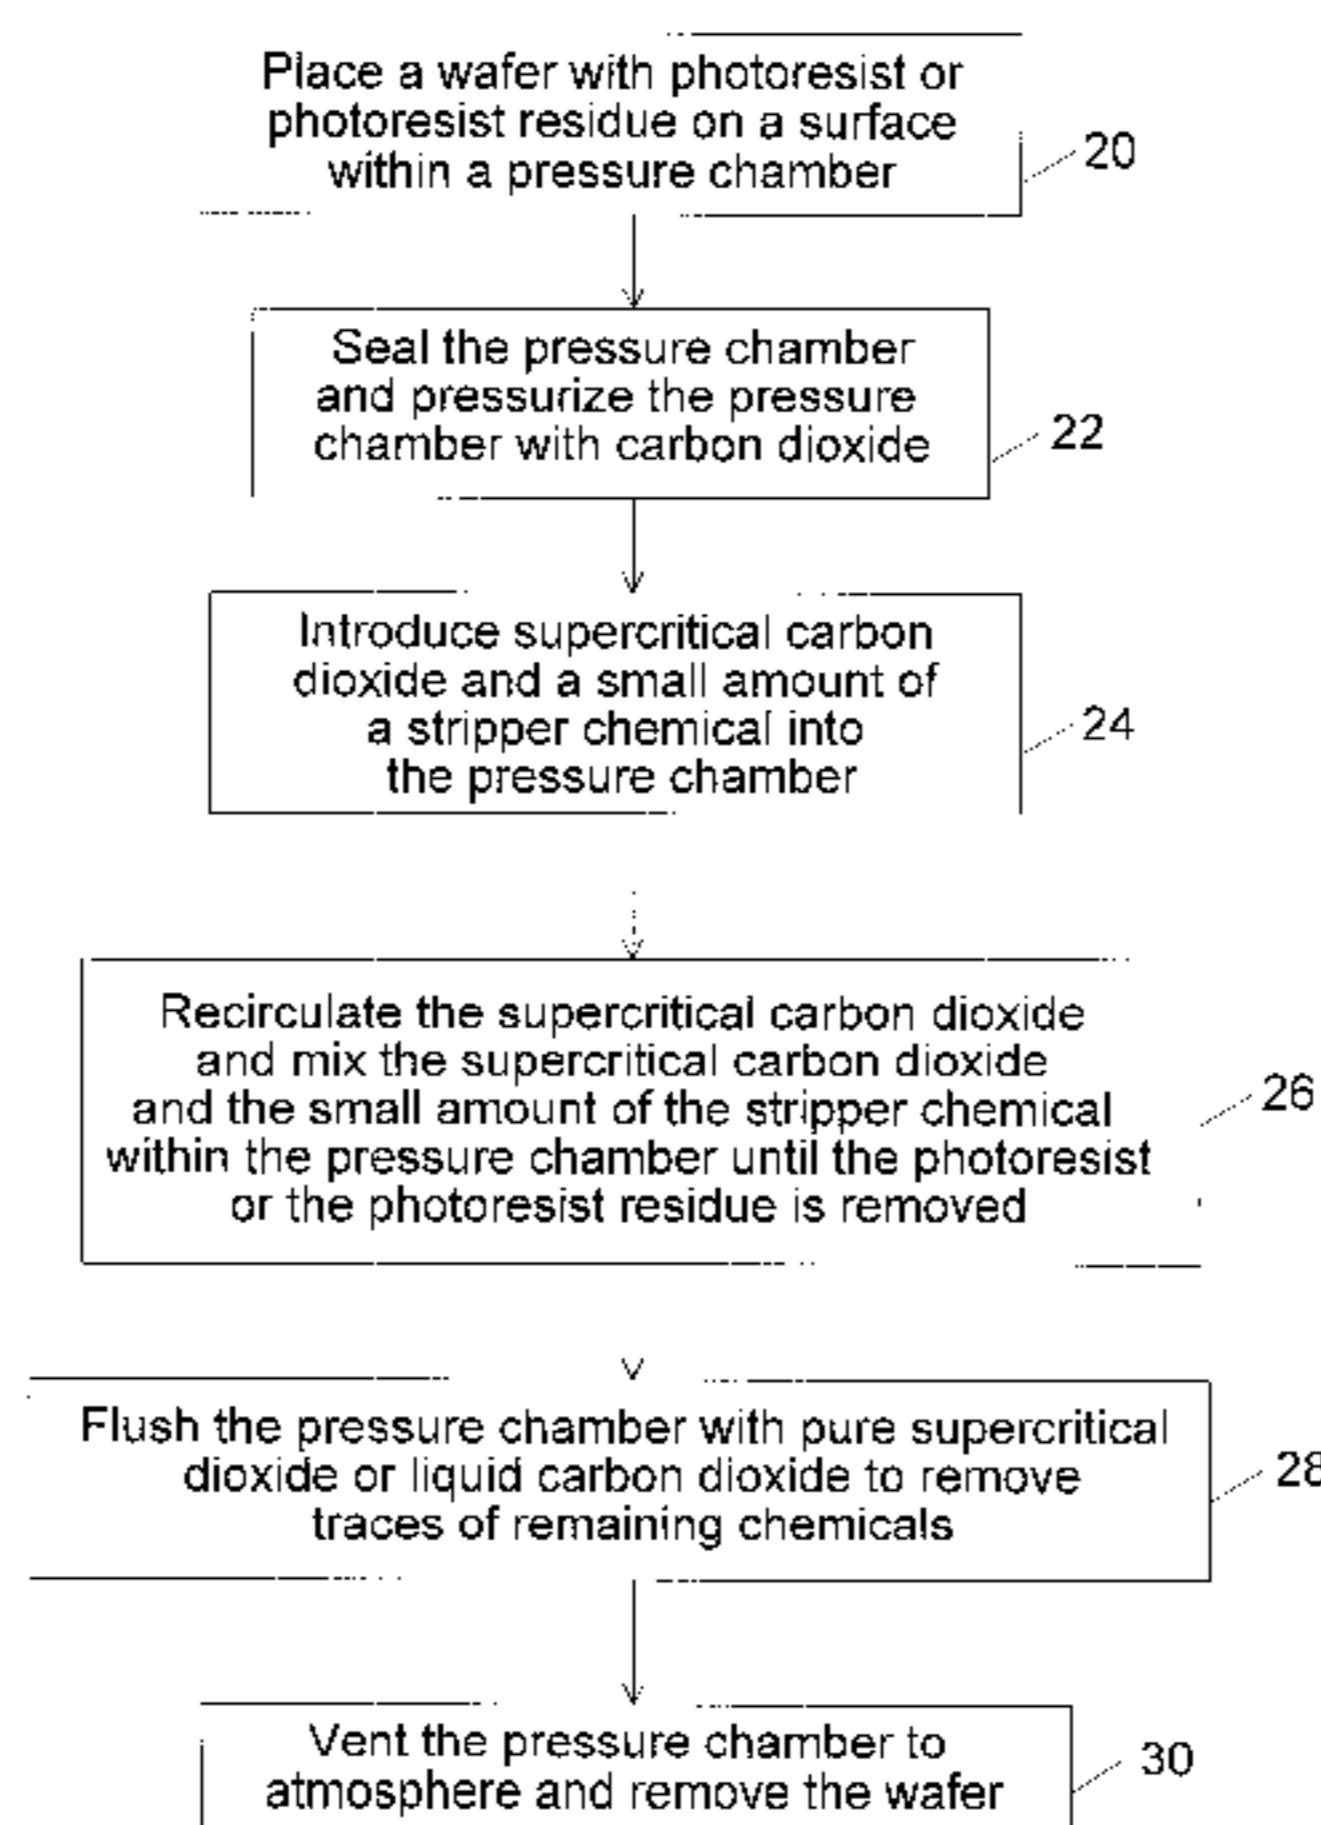 Place a wafer with photoresist or
photoresist residue on a surface
within a pressure chamber
20
Seal the pressure chamber
and pressurize the pressure
chamber with carbon dioxide
22
Introduce supercritical carbon
dioxide and a small amount of
a stripper chemical into
the pressure chamber
24
Recirculate the supercritical carbon dioxide
and mix the supercritical carbon dioxide
and the small amount of the stripper chemical
within the pressure chamber until the photoresist
or the photoresist residue is removed
26
Flush the pressure chamber with pure supercritical
dioxide or liquid carbon dioxide to remove
traces of remaining chemicals
28
Vent the pressure chamber to
atmosphere and remove the wafer
30